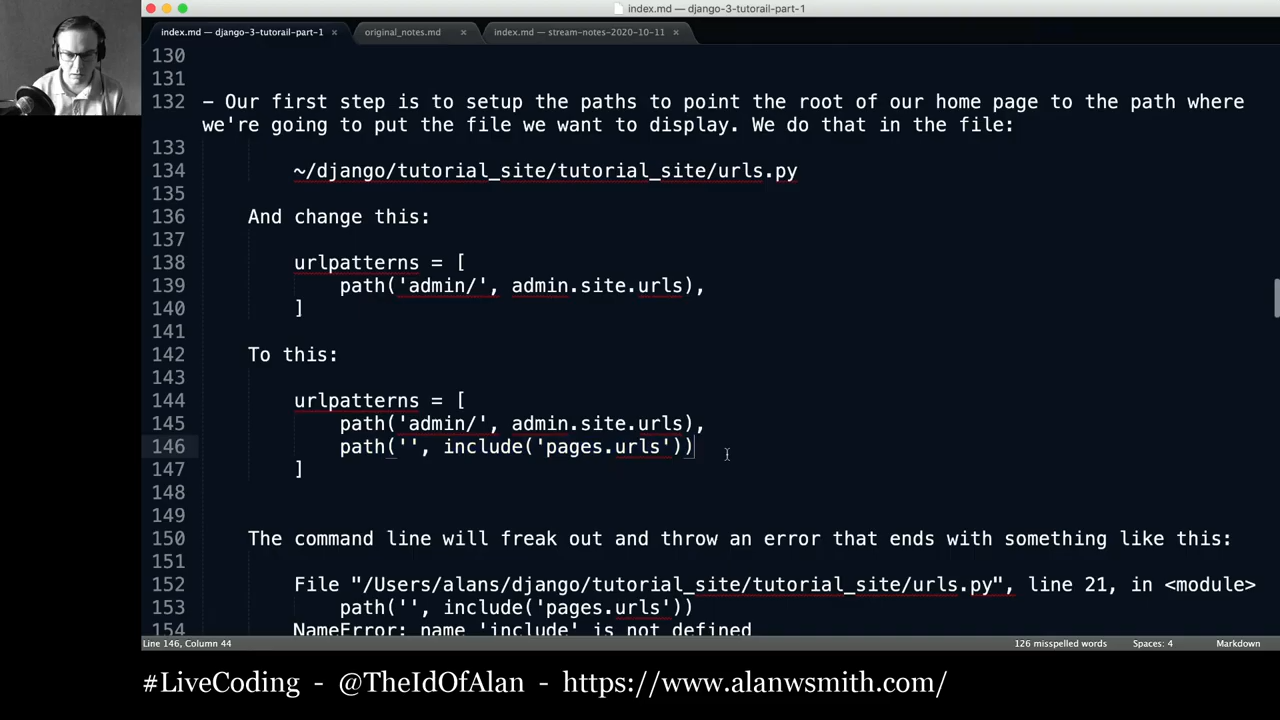 index.md — django-3-tutorail-part-1
index.md — django-3-tutorail-part-1 × original_notes.md × index.md — stream-notes-2020-10-11 ×
130
131
132 - Our first step is to setup the paths to point the root of our home page to the path where
we're going to put the file we want to display. We do that in the file:
133
134 ~/django/tutorial_site/tutorial_site/urls.py
135
136 And change this:
137
138 urlpatterns = [
139 path('admin/', admin.site.urls),
140 ]
141
142 To this:
143
144 urlpatterns = [
145 path('admin/', admin.site.urls),
146 path('', include('pages.urls'))
147 ]
148
149
150 The command line will freak out and throw an error that ends with something like this:
151
152 File "/Users/alans/django/tutorial_site/tutorial_site/urls.py", line 21, in <module>
153 path('', include('pages.urls'))
154 NameError: name 'include' is not defined
Line 146, Column 44 126 misspelled words Spaces: 4 Markdown
#LiveCoding - @TheIdOfAlan - https://www.alanwsmith.com/